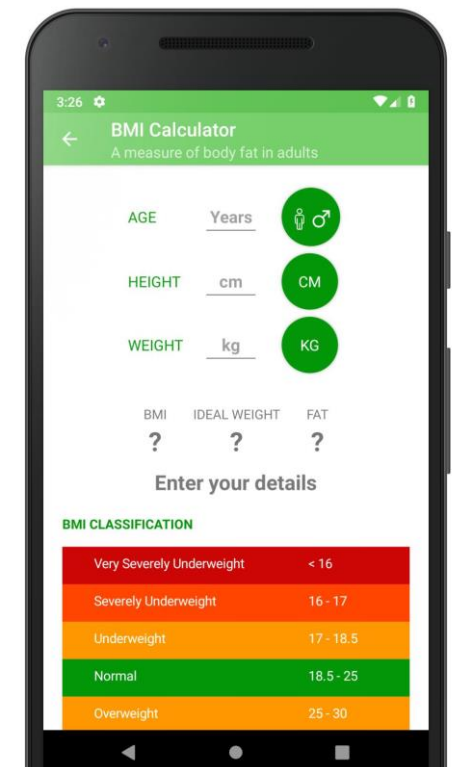 3:26
BMI Calculator
A measure of body fat in adults
AGE Years
HEIGHT cm CM
WEIGHT kg KG
BMI IDEAL WEIGHT FAT
? ? ?
Enter your details
BMI CLASSIFICATION
Very Severely Underweight < 16
Severely Underweight 16 - 17
Underweight 17 - 18.5
Normal 18.5 - 25
Overweight 25 - 30